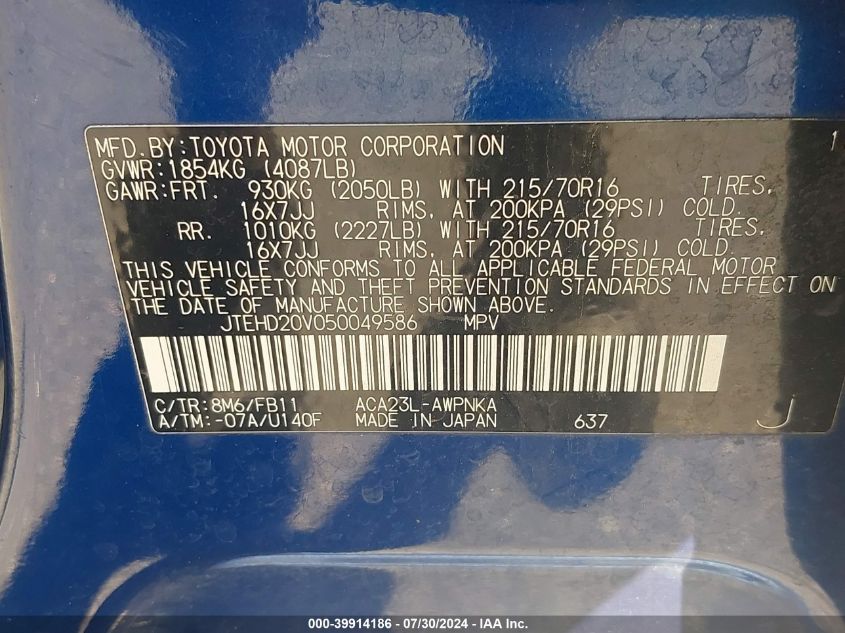 MFD.BY:TOYOTA MOTOR CORPORATION 1
GVWR:1854KG (4087LB)
GAWR:FRT. 930KG (2050LB) WITH 215/70R16 TIRES,
16X7JJ RIMS, AT 200KPA (29PSI) COLD.
RR. 1010KG (2227LB) WITH 215/70R16 TIRES,
16X7JJ RIMS, AT 200KPA (29PSI) COLD.
THIS VEHICLE CONFORMS TO ALL APPLICABLE FEDERAL MOTOR
VEHICLE SAFETY AND THEFT PREVENTION STANDARDS IN EFFECT ON
THE DATE OF MANUFACTURE SHOWN ABOVE.
JTEHD20V050049586 MPV
C/TR:8M6/FB11 ACA23L-AWPNKA
A/TM:-07A/U140F MADE IN JAPAN 637 J
000-39914186 - 07/30/2024 - IAA Inc.